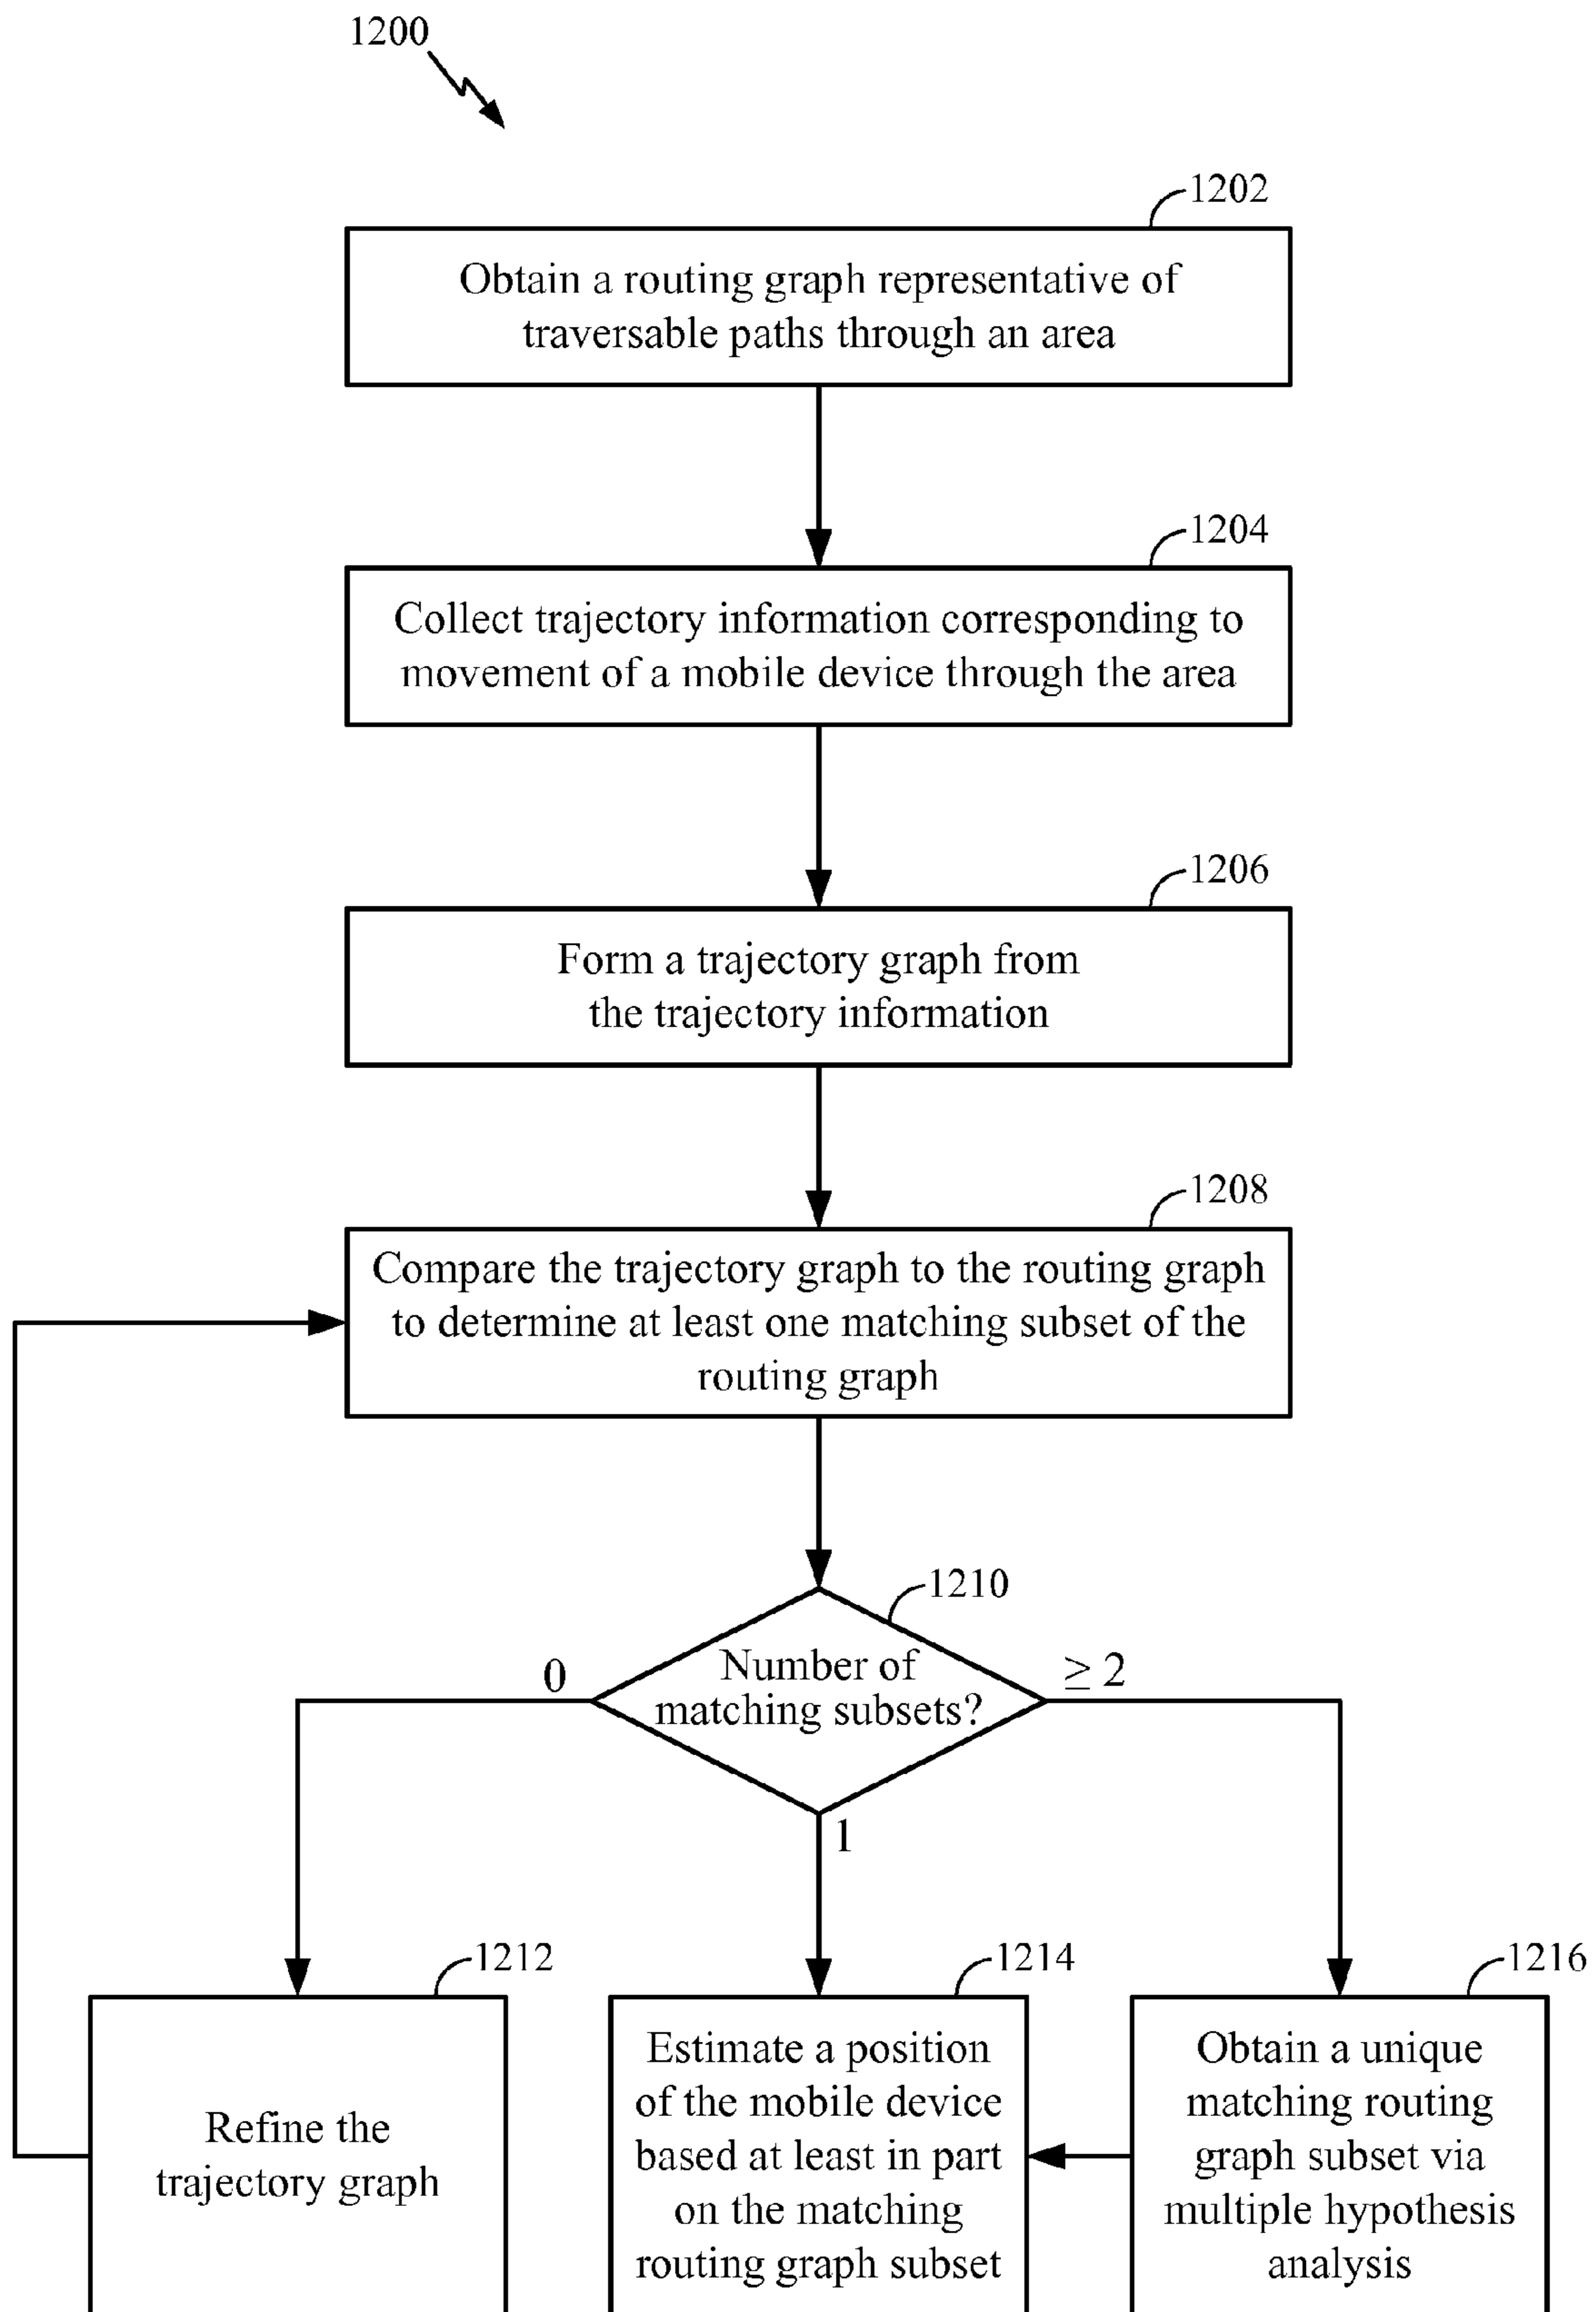 1200
1202
Obtain a routing graph representative of
traversable paths through an area
1204
Collect trajectory information corresponding to
movement of a mobile device through the area
1206
Form a trajectory graph from
the trajectory information
1208
Compare the trajectory graph to the routing graph
to determine at least one matching subset of the
routing graph
1210
Number of
matching subsets?
0
≥ 2
1
1212
Refine the
trajectory graph
1214
Estimate a position
of the mobile device
based at least in part
on the matching
routing graph subset
1216
Obtain a unique
matching routing
graph subset via
multiple hypothesis
analysis